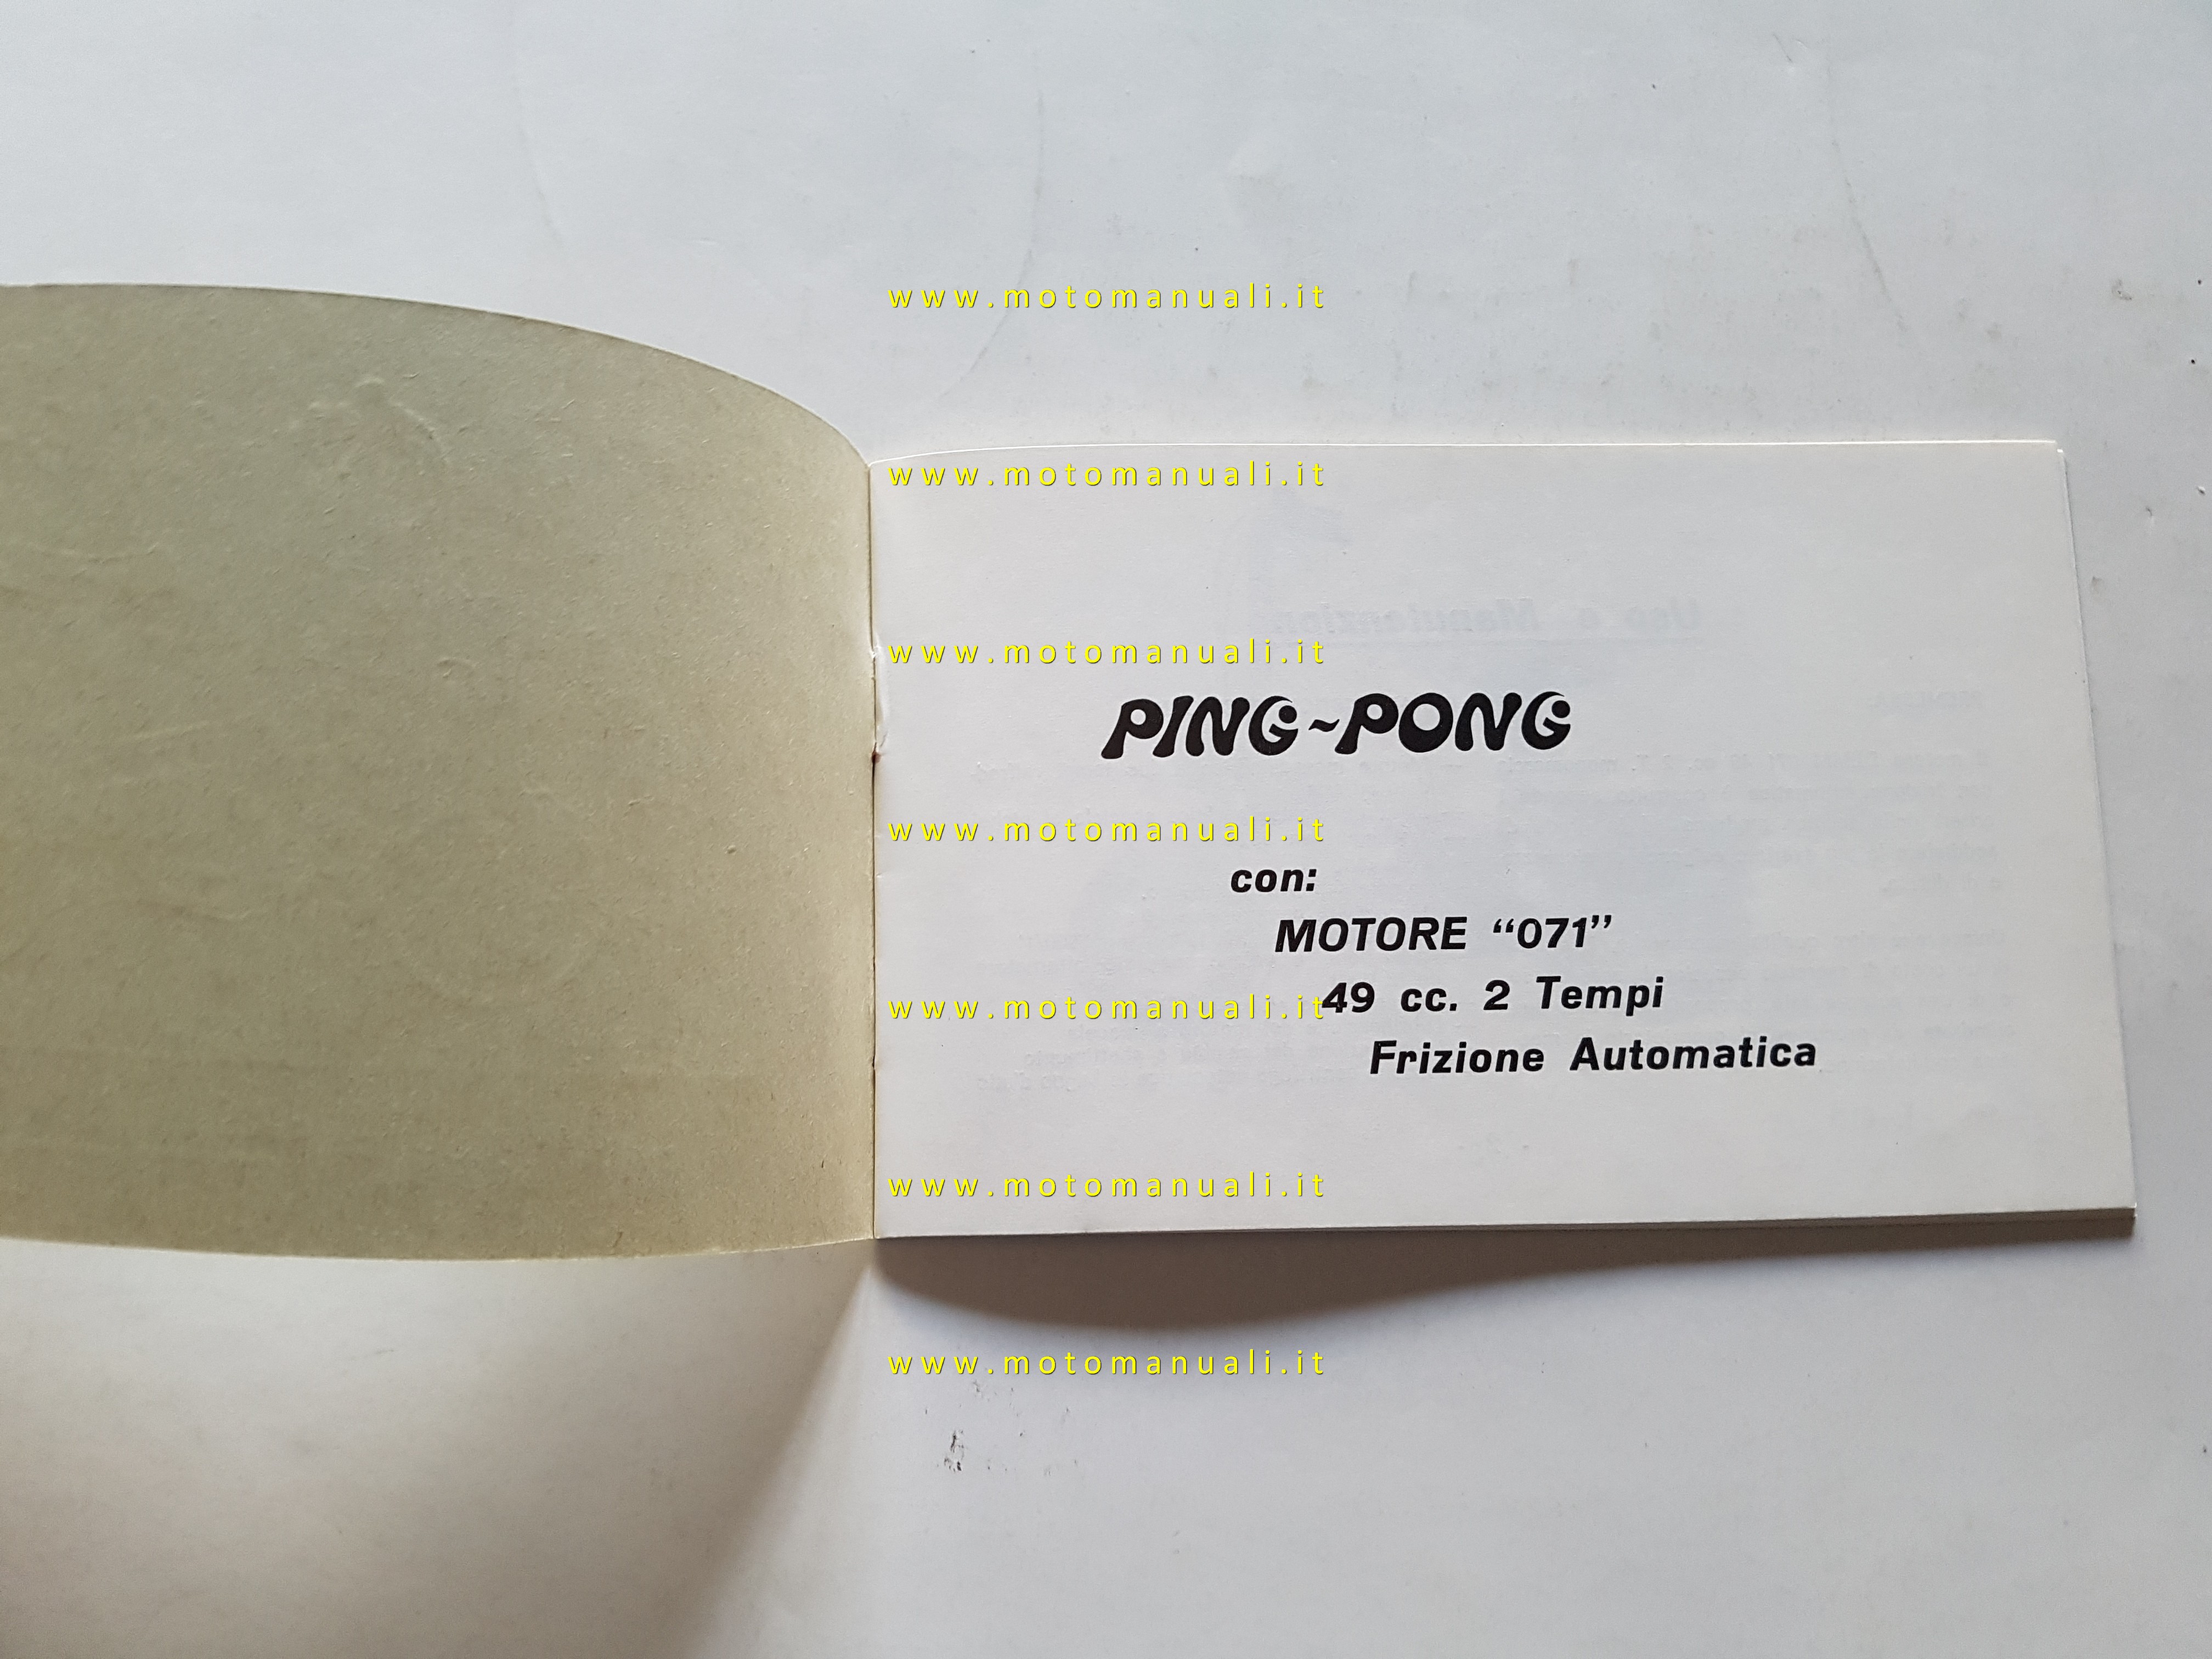 www.motomanuali.it
www.motomanuali.it
www.motomanuali.it
PING~PONG
www.motomanuali.it
con:
MOTORE “071”
49 cc. 2 Tempi
www.motomanuali.it
Frizione Automatica
www.motomanuali.it
www.motomanuali.it